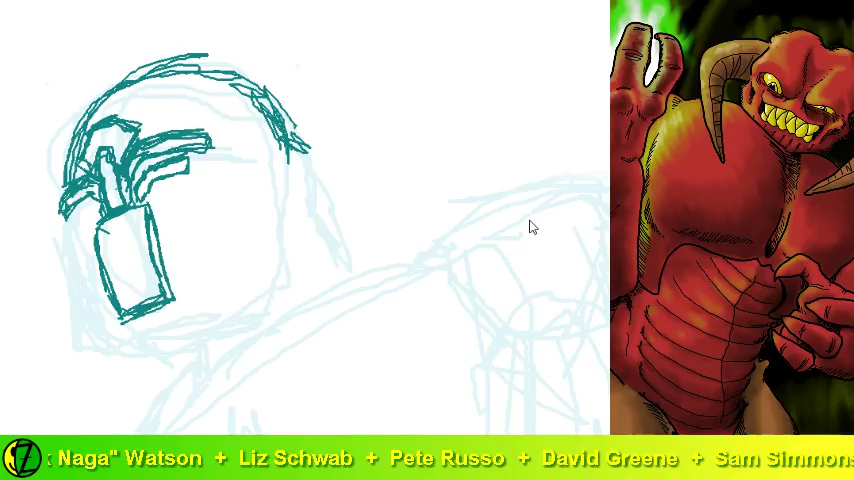 k Naga" Watson + Liz Schwab + Pete Russo + David Greene + Sam Simmons